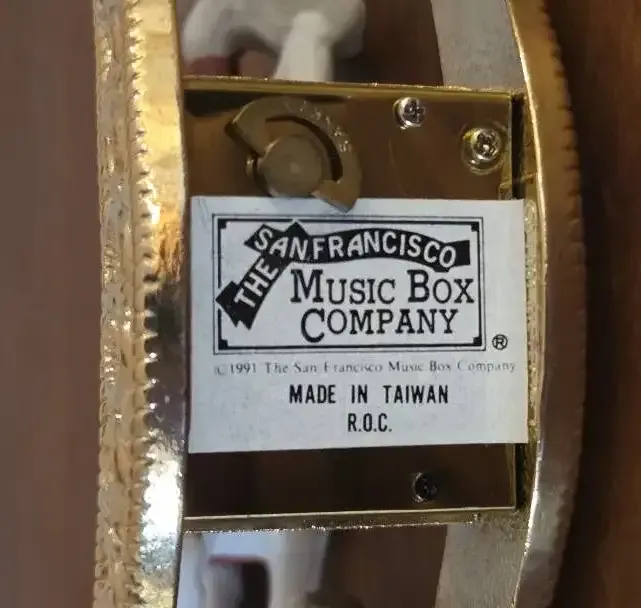 THE SAN FRANCISCO
MUSIC BOX
COMPANY
®
©1991 The San Francisco Music Box Company
MADE IN TAIWAN
R.O.C.